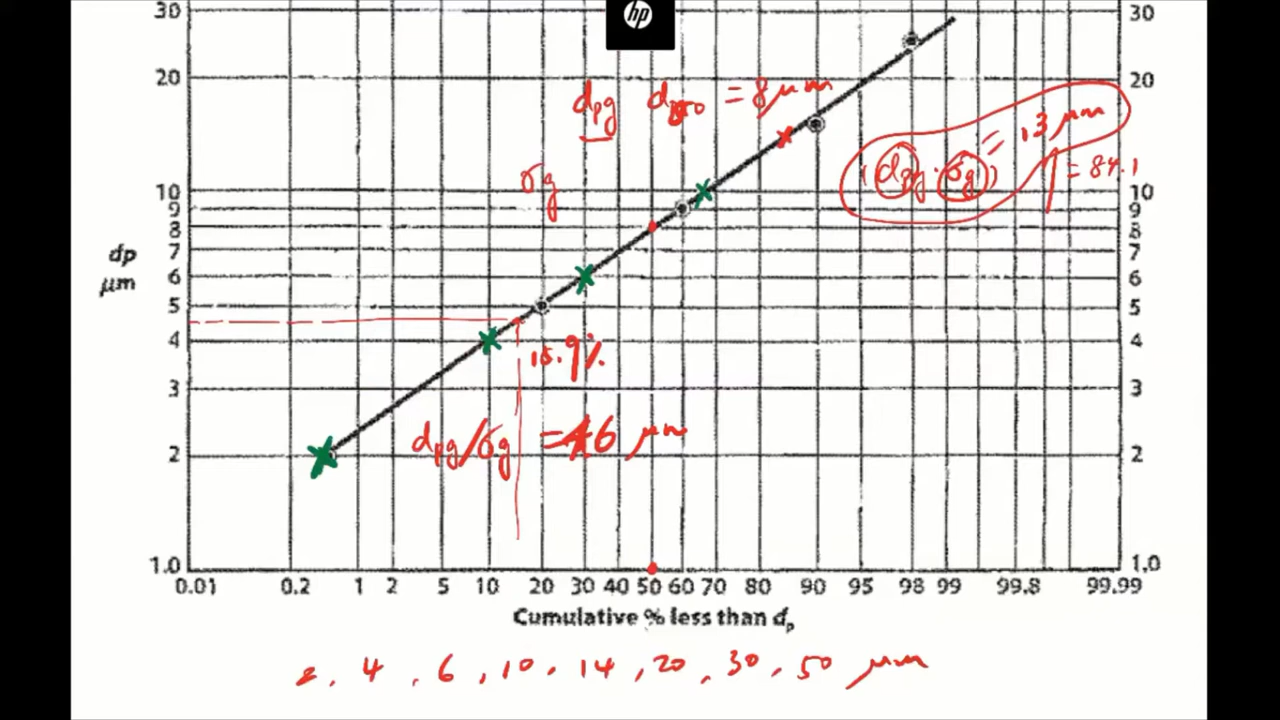 hp
30 30
20 20
dpg d50 = 8 μm
(dpg · σg) = 13 μm
= 84.1
σg
10 10
9 9
8 8
7 7
dp
μm
6 6
5 5
4 4
15.9%
3 3
dpg/σg = 4.6 μm
2 2
1.0 1.0
0.01 0.2 1 2 5 10 20 30 40 50 60 70 80 90 95 98 99 99.8 99.99
Cumulative % less than dp
2, 4, 6, 10, 14, 20, 30, 50 μm